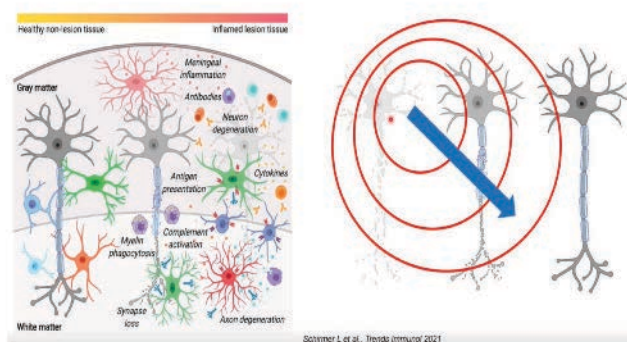 Healthy non-lesion tissue
Inflamed lesion tissue
Gray matter
Meningeal
inflammation
Antibodies
Neuron
degeneration
Antigen
presentation
Cytokines
Myelin
phagocytosis
Complement
activation
Synapse
loss
Axon degeneration
White matter
Schirmer L et al., Trends Immunol 2021